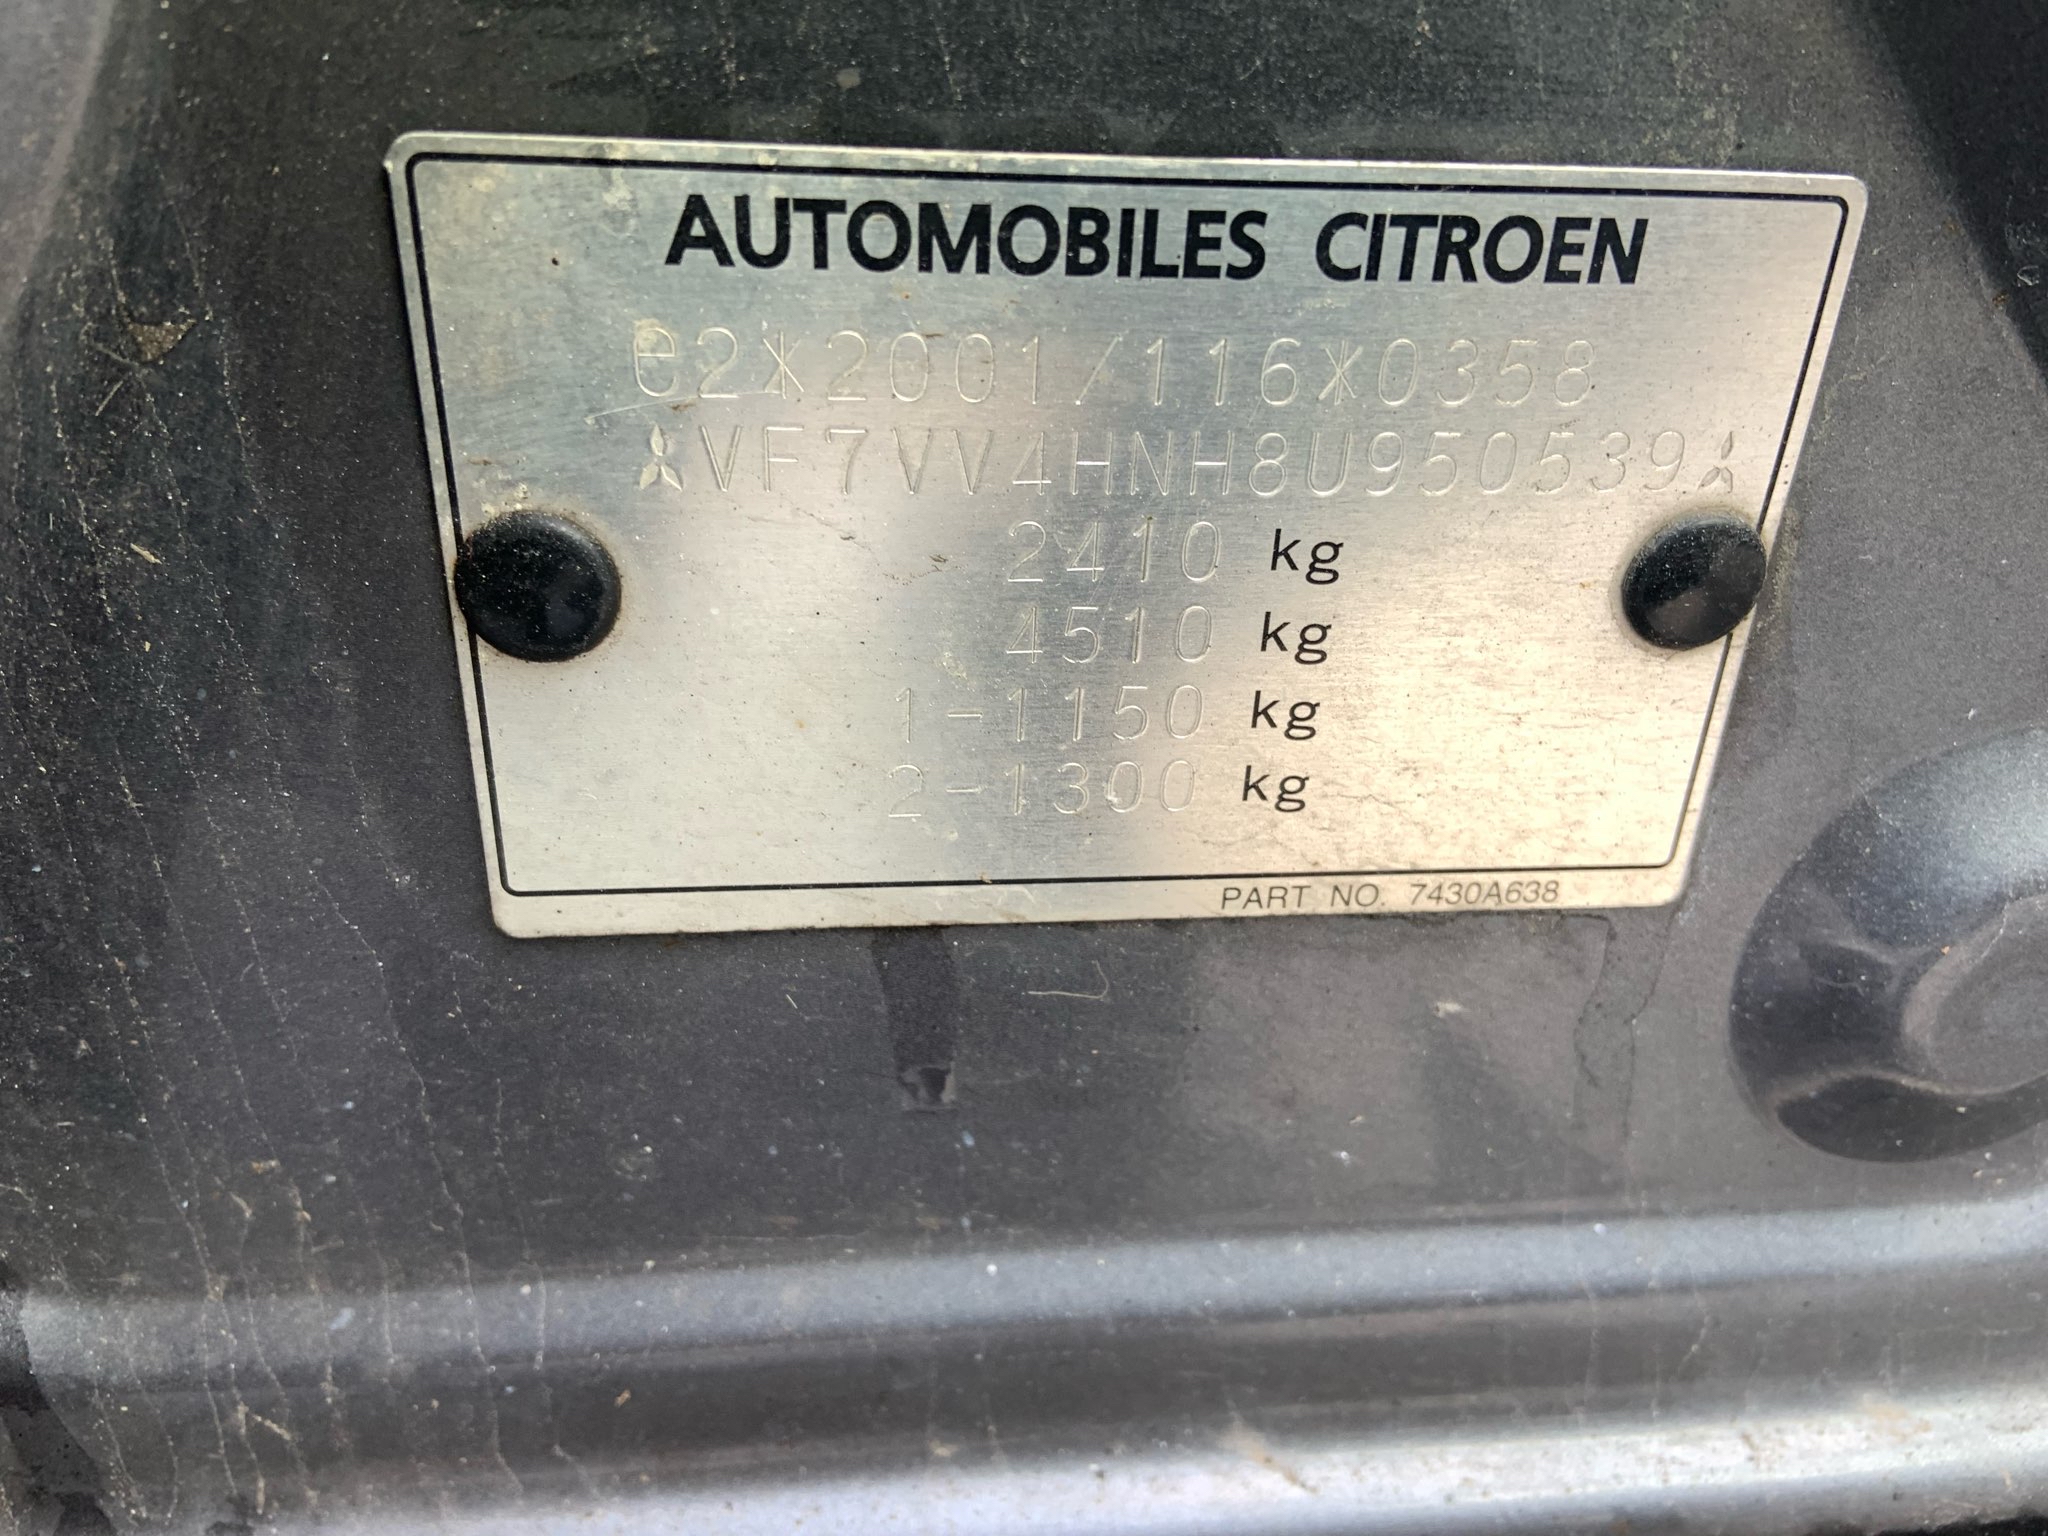 AUTOMOBILES CITROEN
e2*2001/116*0358
VF7VV4HNH8U950539
2410 kg
4510 kg
1-1150 kg
2-1300 kg
PART NO. 7430A638